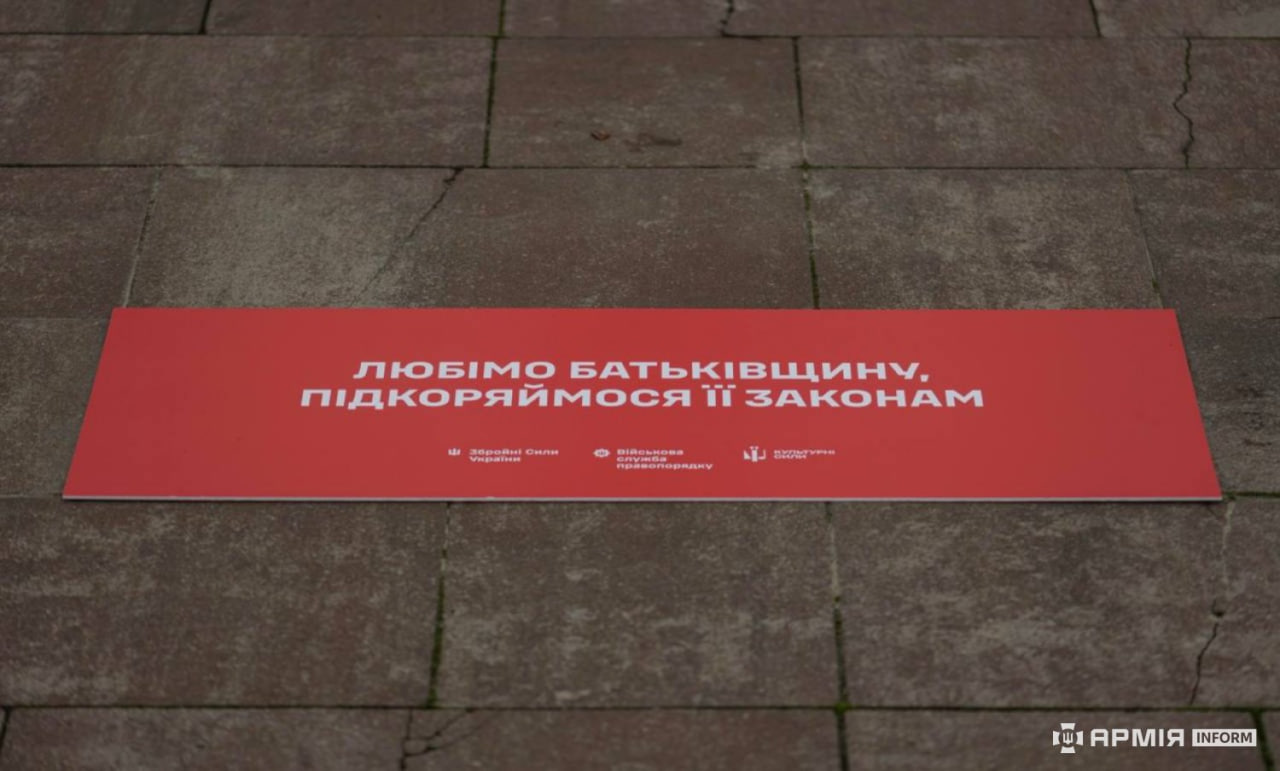 ЛЮБІМО БАТЬКІВЩИНУ,
ПІДКОРЯЙМОСЯ ЇЇ ЗАКОНАМ
Збройні Сили
України
Військова
служба
правопорядку
КУЛЬТУРНІ
СИЛИ
АРМІЯ INFORM